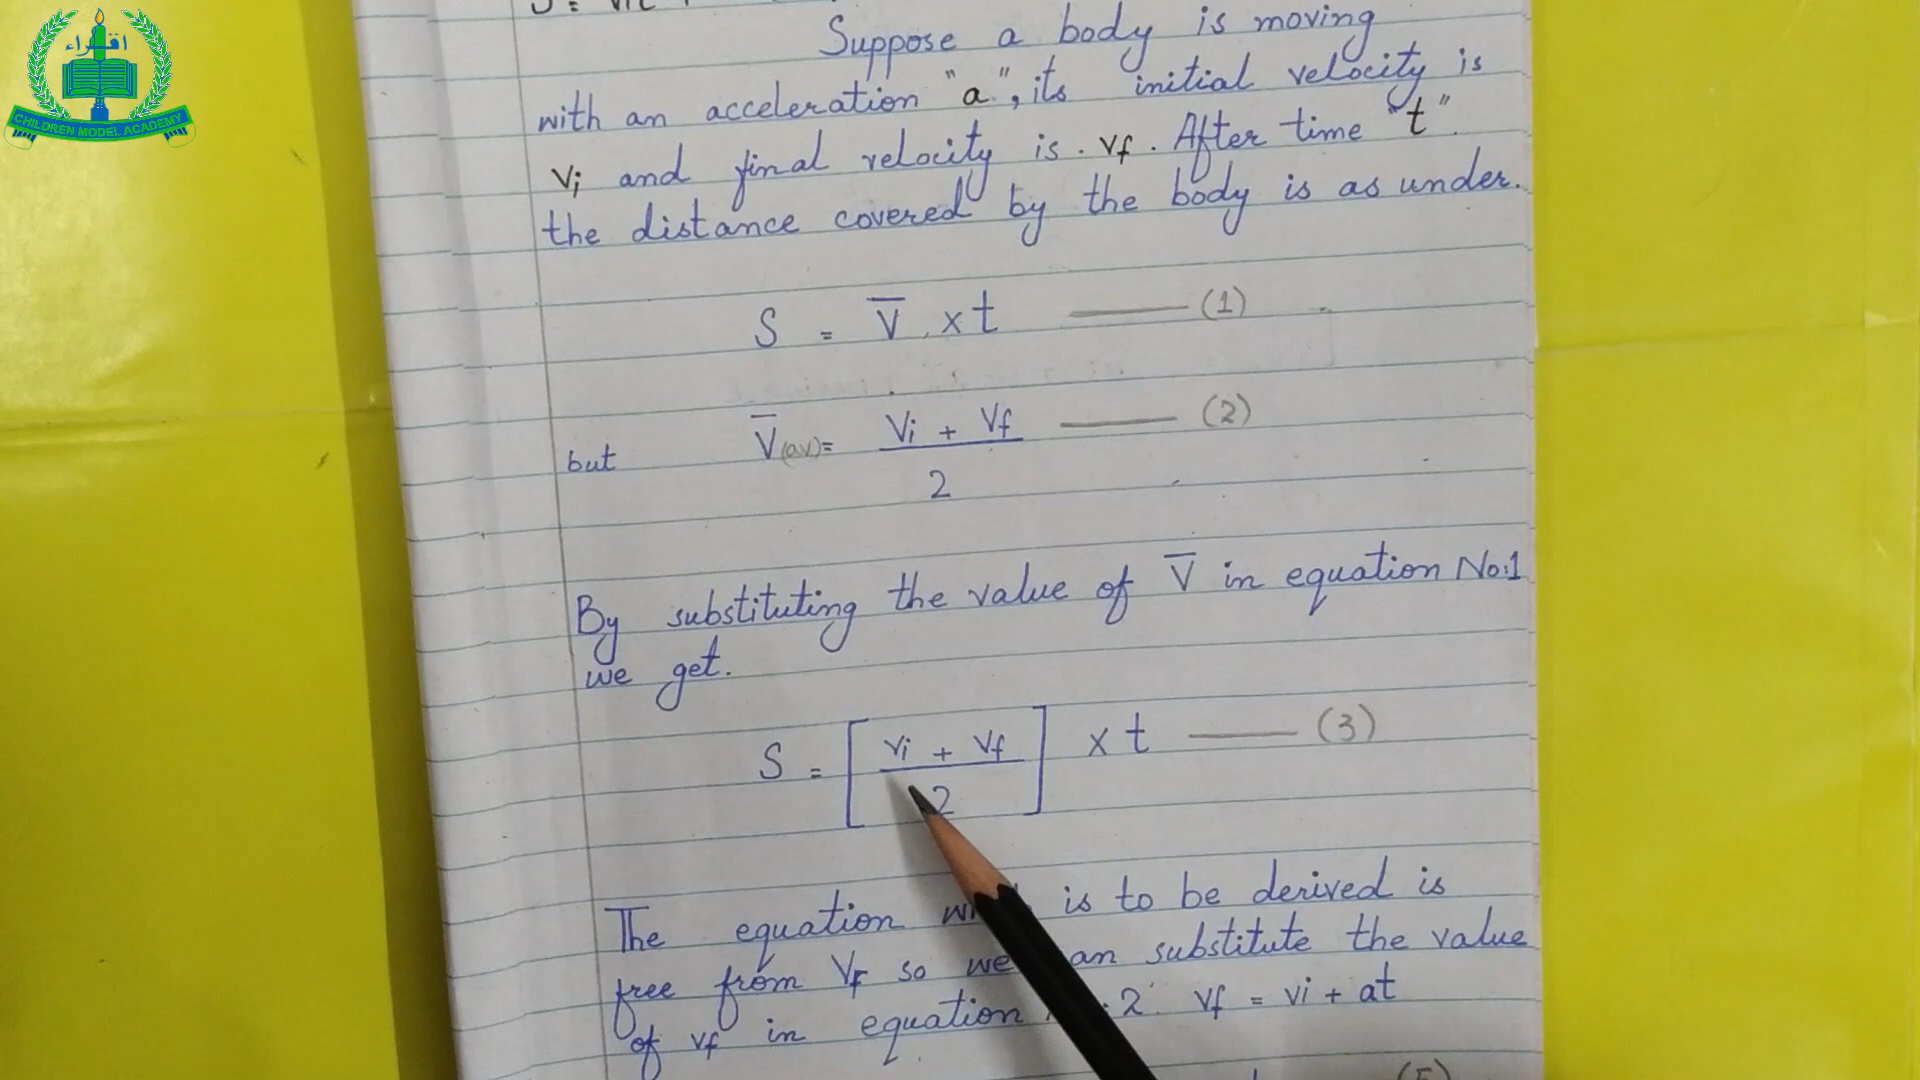 اقراء
CHILDREN MODEL ACADEMY
Suppose a body is moving
with an acceleration "a", its initial velocity is
Vi and final velocity is . vf . After time "t".
the distance covered by the body is as under.
S = V̅ x t —— (1)
but V̅(av) = Vi + Vf —— (2)
2
By substituting the value of V̅ in equation No:1
we get.
S = [ Vi + Vf ] x t —— (3)
2
The equation is to be derived is
free from Vf so we an substitute the value
of vf in equation : 2. vf = vi + at
(5)